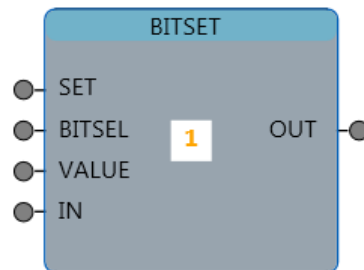 BITSET
SET
BITSEL
1
OUT
VALUE
IN